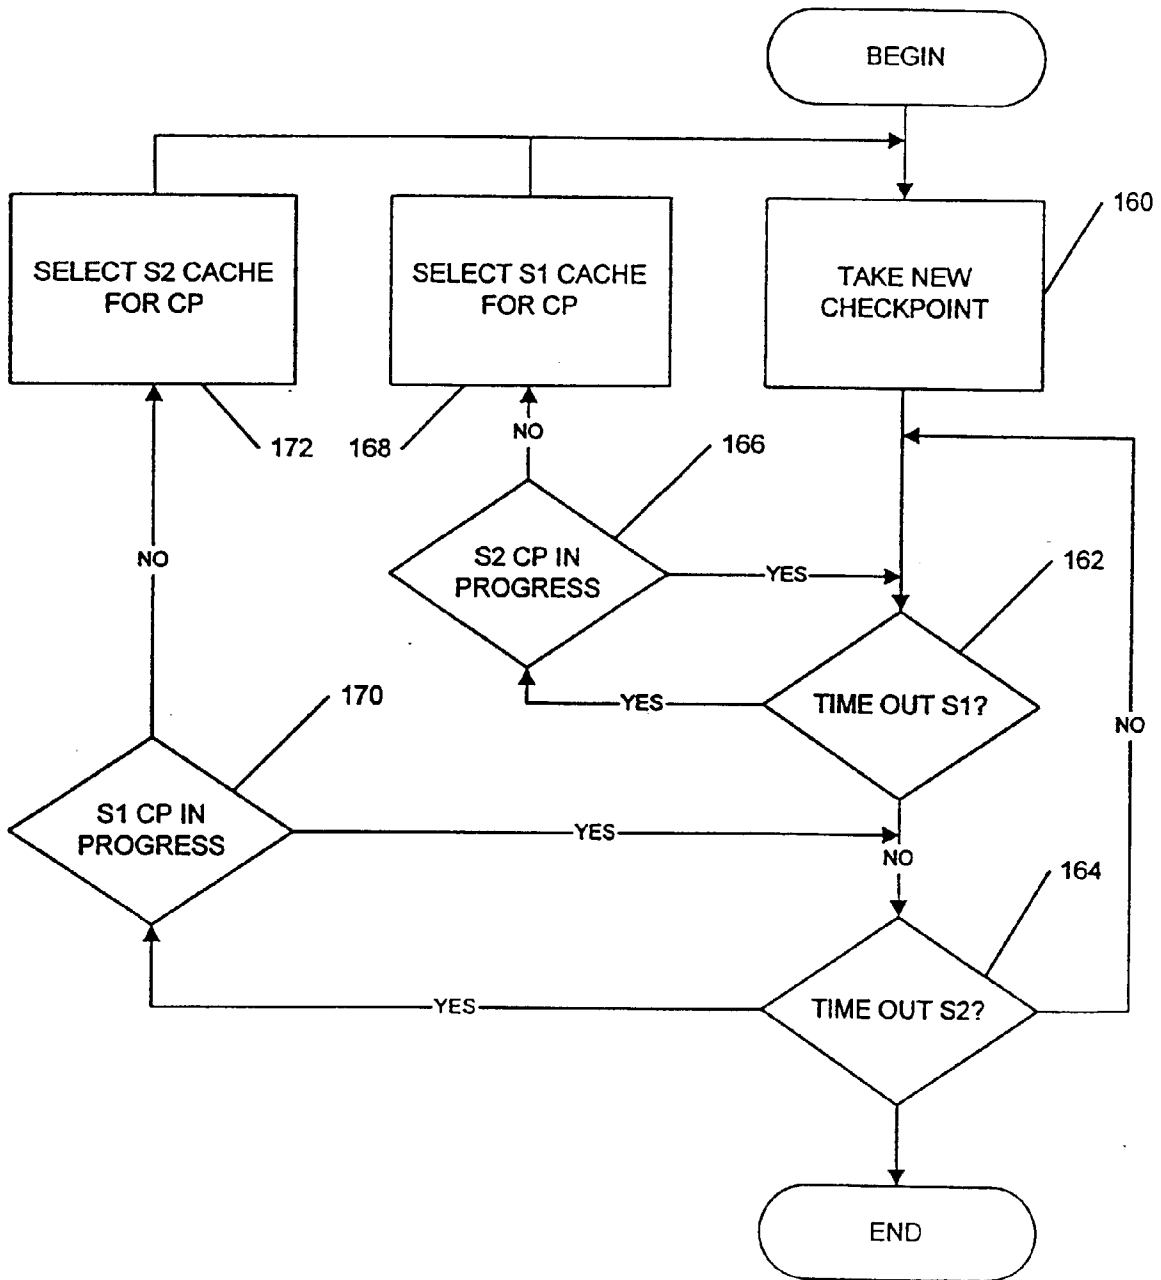 BEGIN
160
SELECT S2 CACHE
FOR CP
SELECT S1 CACHE
FOR CP
TAKE NEW
CHECKPOINT
172
168
NO
166
S2 CP IN
PROGRESS
YES
162
NO
170
YES
TIME OUT S1?
NO
S1 CP IN
PROGRESS
YES
NO
164
YES
TIME OUT S2?
END